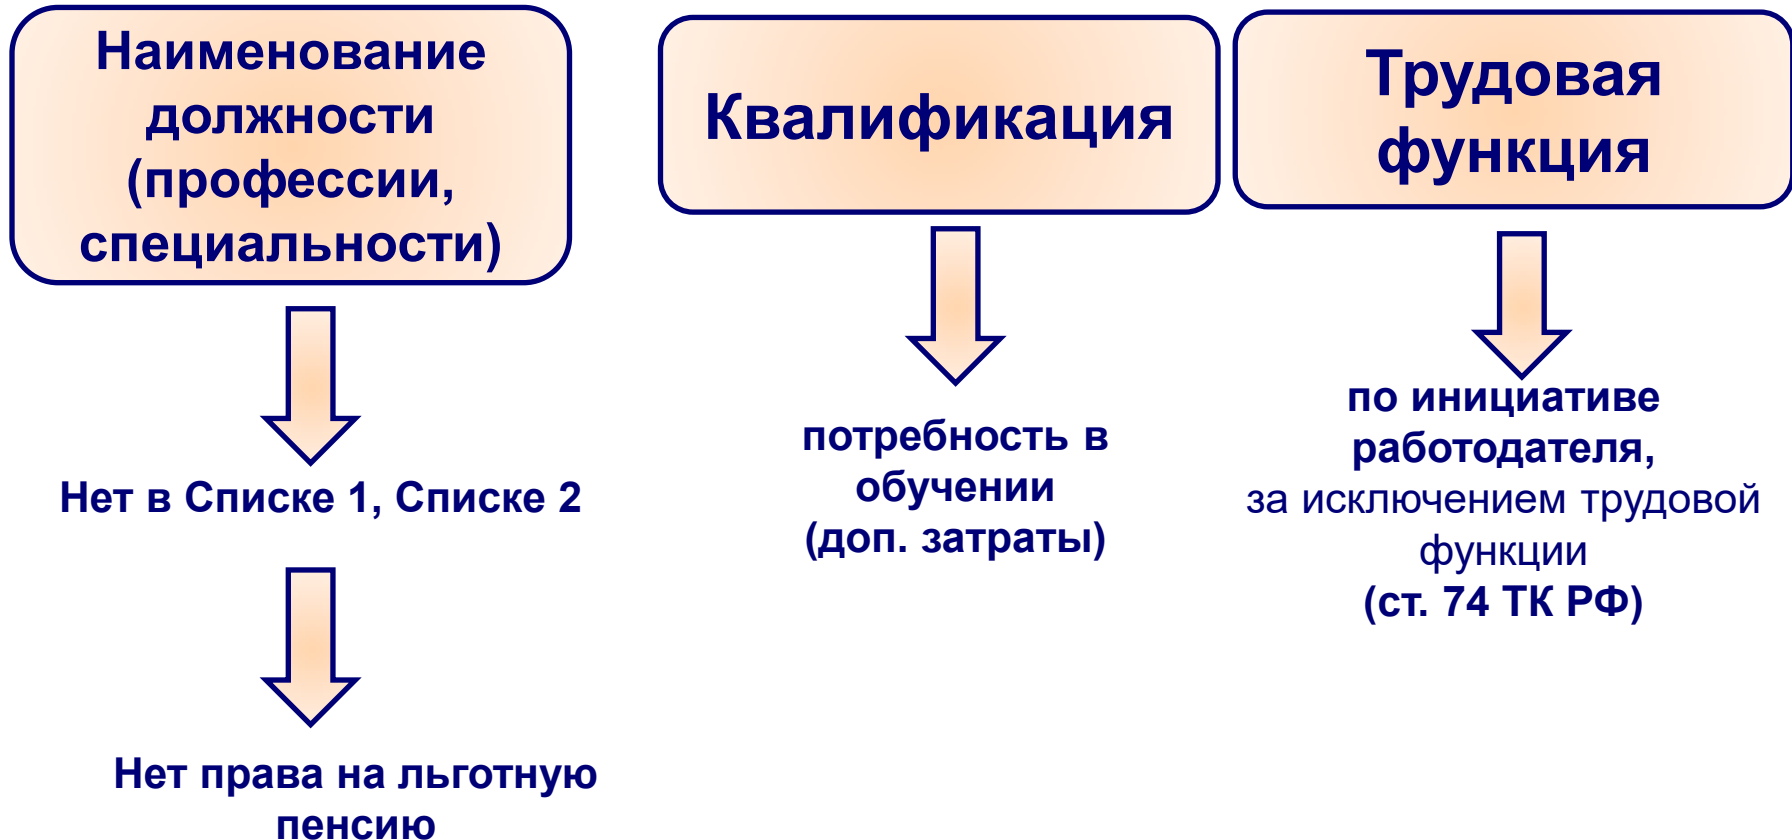 Наименование
должности
(профессии,
специальности)
Нет в Списке 1, Списке 2
Нет права на льготную
пенсию
Квалификация
потребность в
обучении
(доп. затраты)
Трудовая
функция
по инициативе
работодателя,
за исключением трудовой
функции
(ст. 74 ТК РФ)